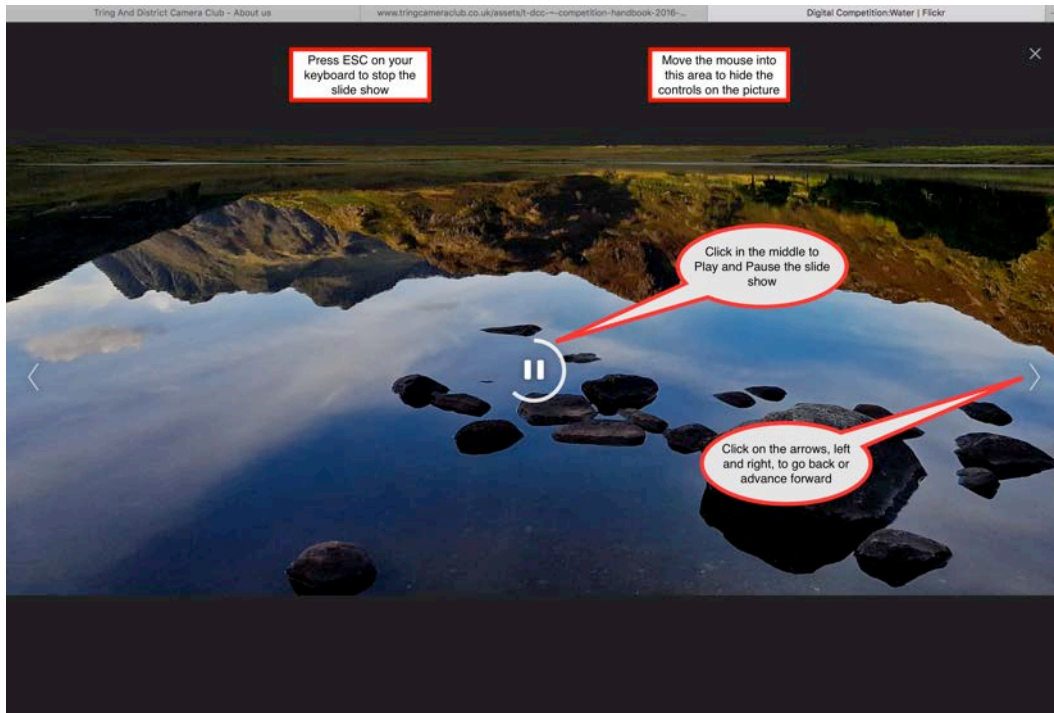 Tring And District Camera Club - About us
www.tringcameraclub.co.uk/assets/t-dcc-~-competition-handbook-2016-...
Digital Competition:Water | Flickr
Press ESC on your
keyboard to stop the
slide show
Move the mouse into
this area to hide the
controls on the picture
Click in the middle to
Play and Pause the slide
show
Click on the arrows, left
and right, to go back or
advance forward